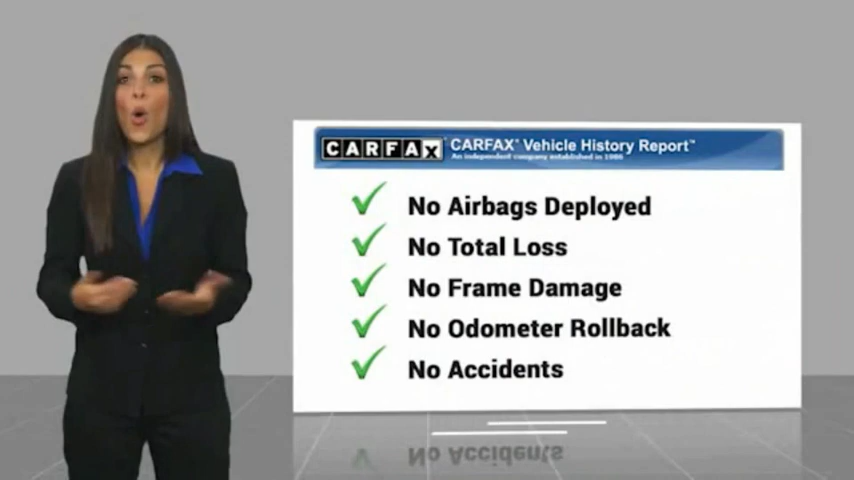 CARFAX CARFAX® Vehicle History Report™
An independent company established in 1986
No Airbags Deployed
No Total Loss
No Frame Damage
No Odometer Rollback
No Accidents
No Accidents